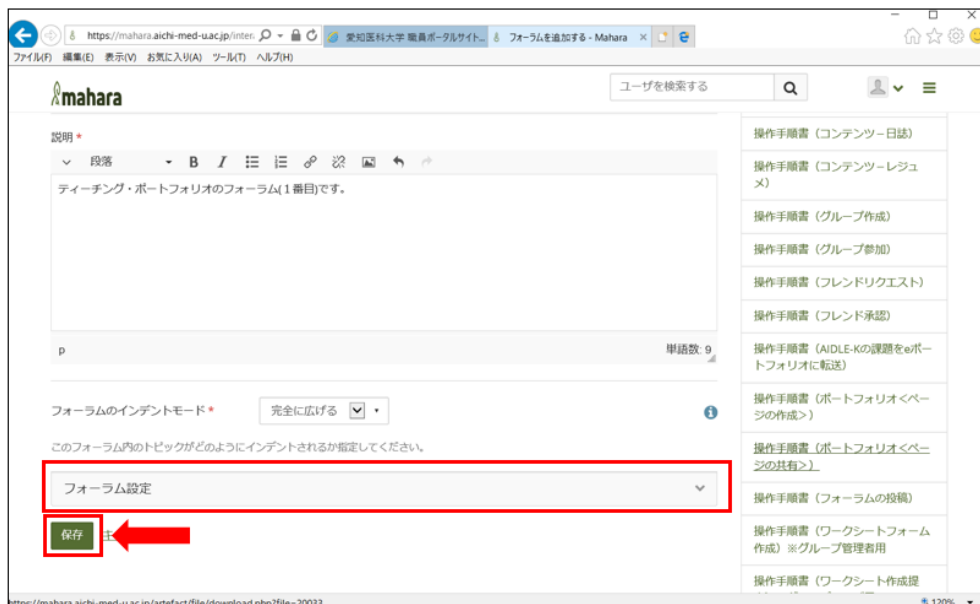 https://mahara.aichi-med-u.ac.jp/inter
愛知医科大学 職員ポータルサイト...
フォーラムを追加する - Mahara
ファイル(F) 編集(E) 表示(V) お気に入り(A) ツール(T) ヘルプ(H)
mahara
ユーザを検索する
説明 *
段落
B I
ティーチング・ポートフォリオのフォーラム(1番目)です。
p
単語数: 9
フォーラムのインデントモード *
完全に広げる
このフォーラム内のトピックがどのようにインデントされるか指定してください。
フォーラム設定
保存
操作手順書（コンテンツ－日誌）
操作手順書（コンテンツ－レジュ
メ）
操作手順書（グループ作成）
操作手順書（グループ参加）
操作手順書（フレンドリクエスト）
操作手順書（フレンド承認）
操作手順書（AIDLE-Kの課題をeポー
トフォリオに転送）
操作手順書（ポートフォリオ＜ペー
ジの作成＞）
操作手順書（ポートフォリオ＜ペー
ジの共有＞）
操作手順書（フォーラムの投稿）
操作手順書（ワークシートフォーム
作成）※グループ管理者用
操作手順書（ワークシート作成提
https://mahara.aichi-med-u.ac.jp/artefact/file/download.php?file=20033
120%